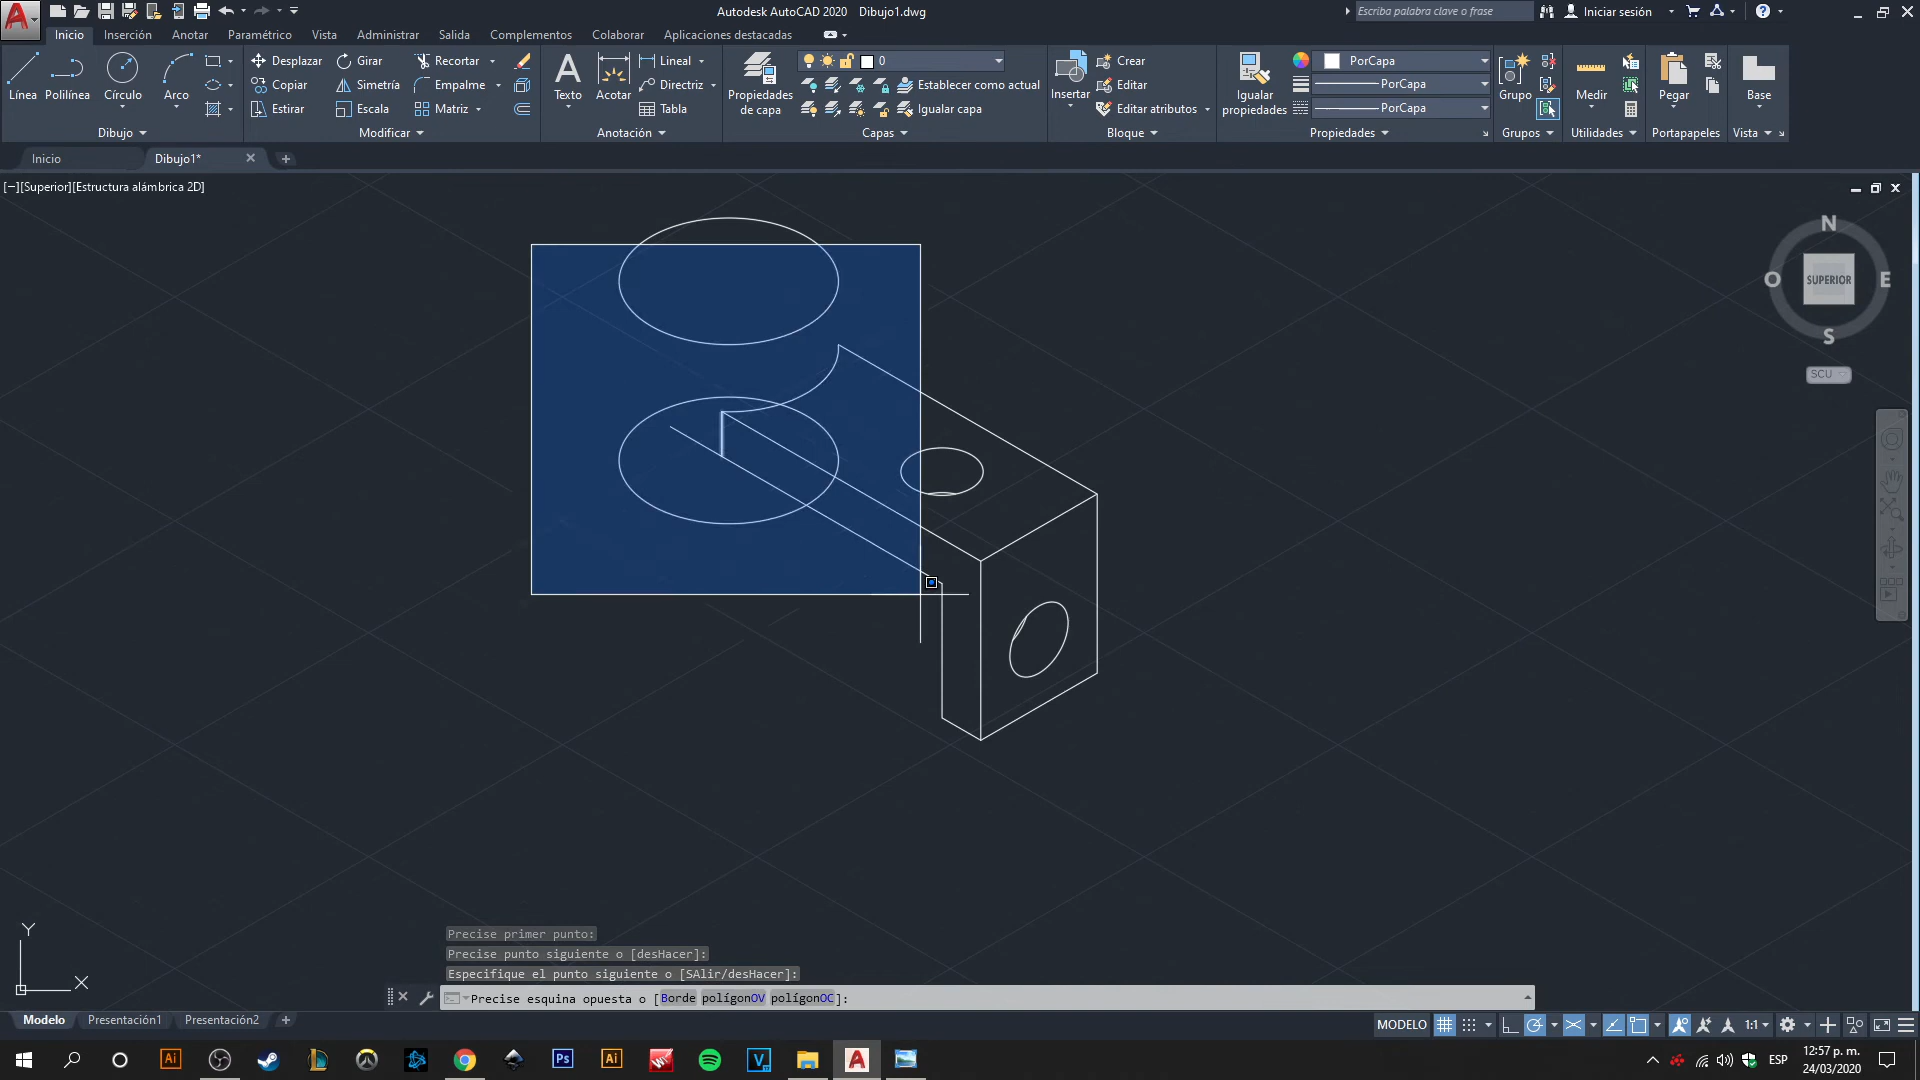 Autodesk AutoCAD 2020 Dibujo1.dwg
Escriba palabra clave o frase
Iniciar sesión
Inicio Inserción Anotar Paramétrico Vista Administrar Salida Complementos Colaborar Aplicaciones destacadas
Línea Polilínea Círculo Arco
Dibujo
Desplazar Girar Recortar
Copiar Simetría Empalme
Estirar Escala Matriz
Modificar
Texto Acotar
Lineal
Directriz
Tabla
Anotación
Propiedades de capa
0
Establecer como actual
Igualar capa
Capas
Insertar
Crear
Editar
Editar atributos
Bloque
Igualar propiedades
PorCapa
PorCapa
PorCapa
Propiedades
Grupo
Grupos
Medir
Utilidades
Pegar
Portapapeles
Base
Vista
Inicio Dibujo1*
[−][Superior][Estructura alámbrica 2D]
N
O SUPERIOR E
S
SCU
Y
X
Precise primer punto:
Precise punto siguiente o [desHacer]:
Especifique el punto siguiente o [SAlir/desHacer]:
Precise esquina opuesta o [Borde polígonOV polígonOC]:
Modelo Presentación1 Presentación2
MODELO 1:1
Ai Ps Ai V A
ESP
12:57 p. m.
24/03/2020